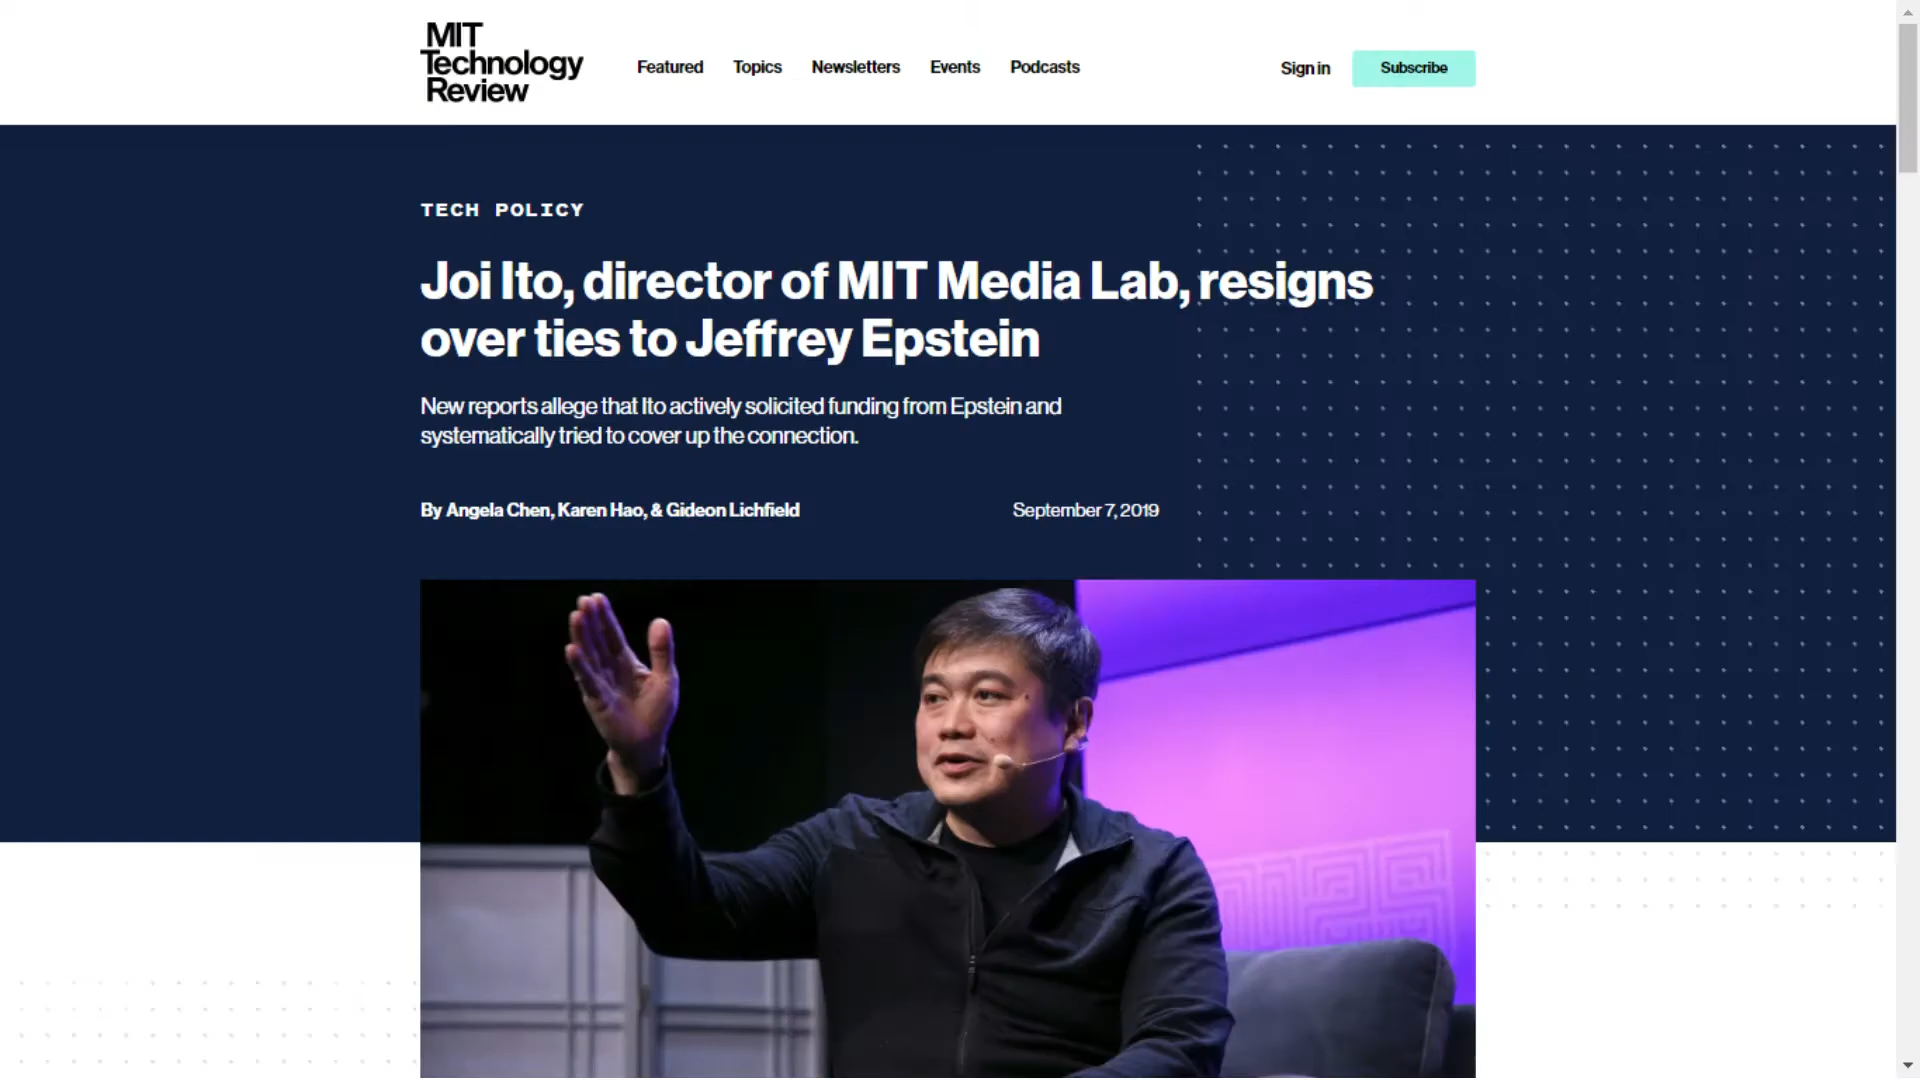 MIT
Technology
Review
Featured
Topics
Newsletters
Events
Podcasts
Sign in
Subscribe
TECH POLICY
Joi Ito, director of MIT Media Lab, resigns
over ties to Jeffrey Epstein
New reports allege that Ito actively solicited funding from Epstein and
systematically tried to cover up the connection.
By Angela Chen, Karen Hao, & Gideon Lichfield
September 7, 2019